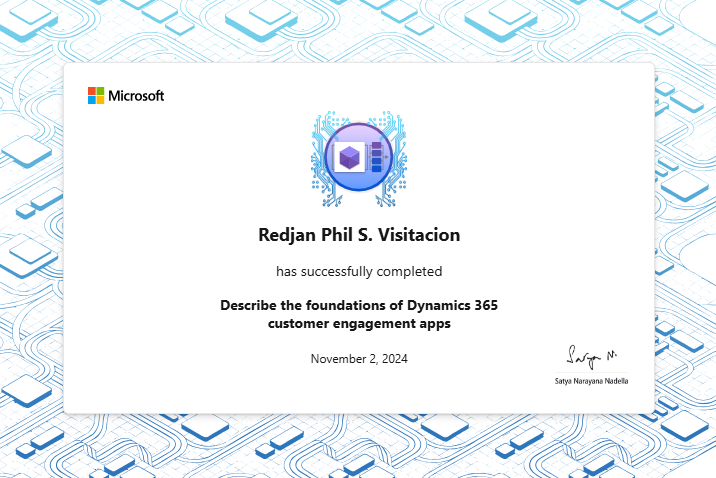 Microsoft
Redjan Phil S. Visitacion
has successfully completed
Describe the foundations of Dynamics 365
customer engagement apps
November 2, 2024
Satya N.
Satya Narayana Nadella